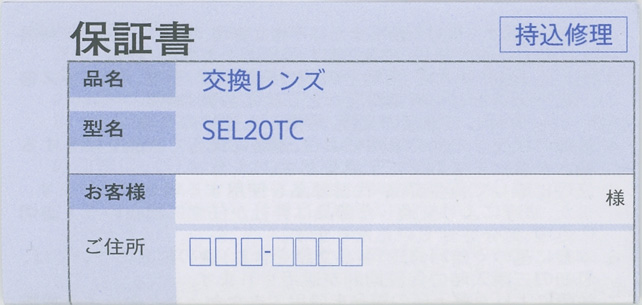 保証書 持込修理
品名 交換レンズ
型名 SEL20TC
お客様 様
ご住所 □□□-□□□□